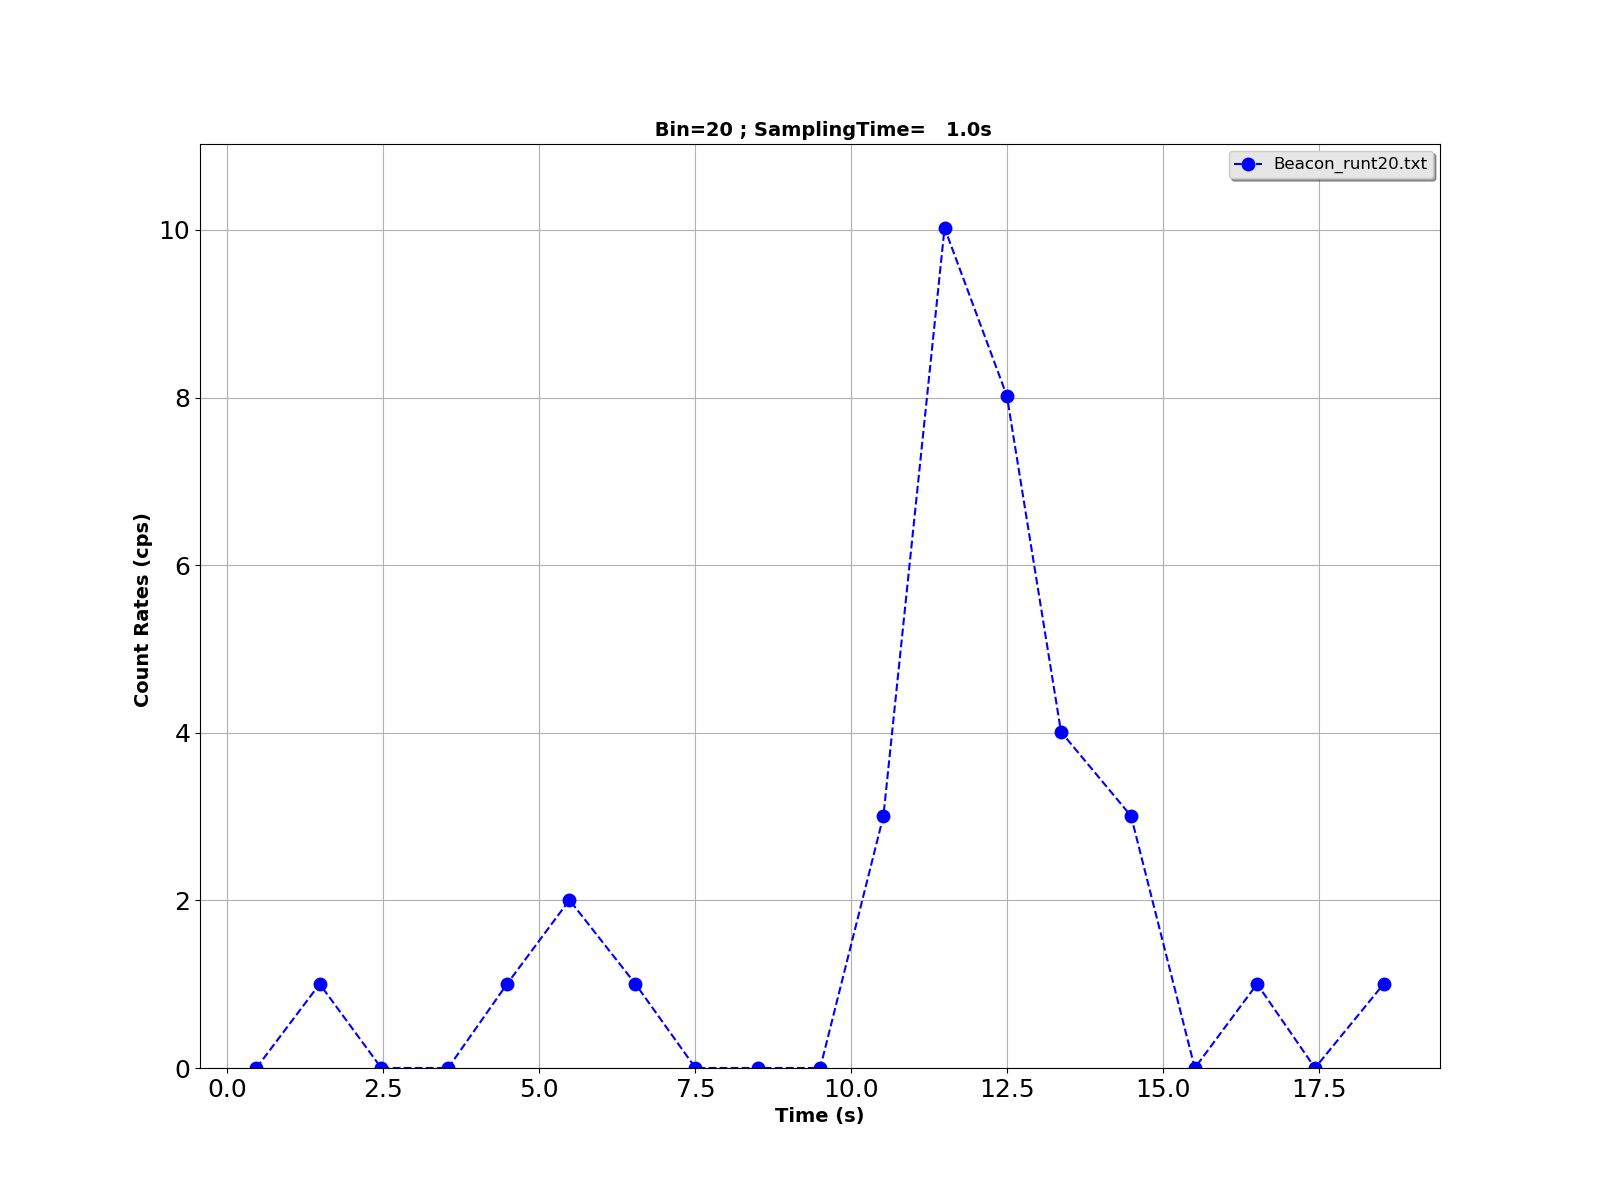 Bin=20 ; SamplingTime=   1.0s
Beacon_runt20.txt
10
8
6
4
2
0
Count Rates (cps)
0.0 2.5 5.0 7.5 10.0 12.5 15.0 17.5
Time (s)